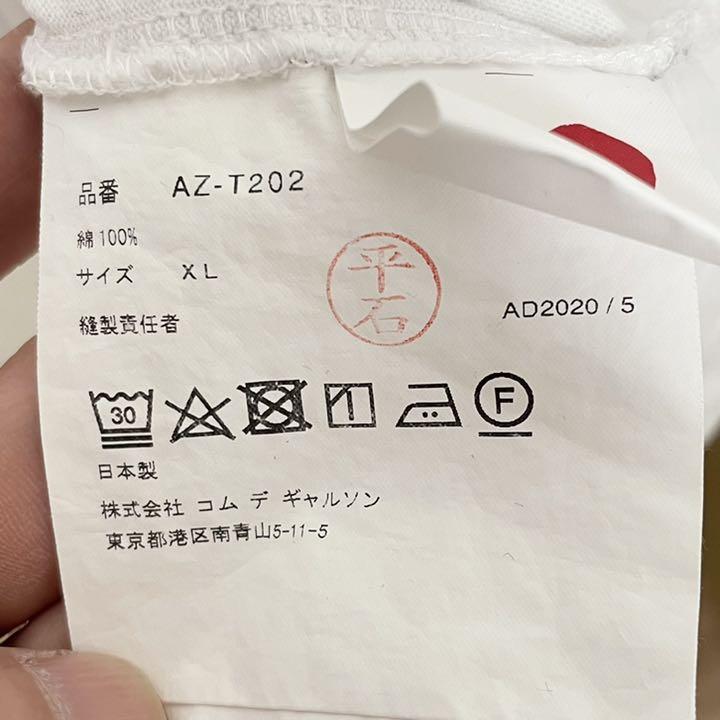 品番 AZ-T202
綿100%
サイズ XL
縫製責任者
平石
AD2020/5
30
F
日本製
株式会社 コム デ ギャルソン
東京都港区南青山5-11-5